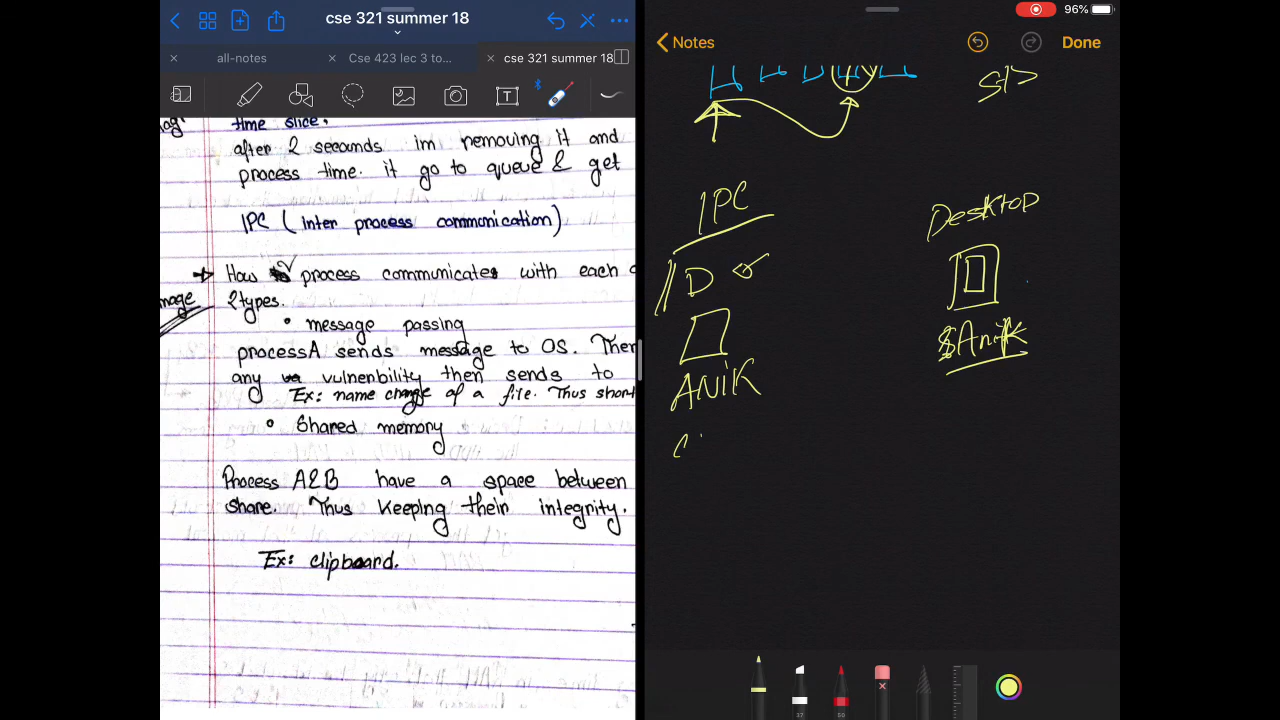 cse 321 summer 18
all-notes
Cse 423 lec 3 to...
cse 321 summer 18
time slice.
after 2 seconds im removing it and
process time. it go to queue & get
IPC (inter process communication)
How process communicates with each
2types.
• message passing
processA sends message to OS. Then
any vulnenbility then sends to
Ex: name change of a file. Thus short
• Shared memory
Process A&B have a space between
share. Thus keeping their integrity.
Ex: clipboard.
96%
Notes
Done
IPC
D
ANIK
Desktop
Anik
37
50